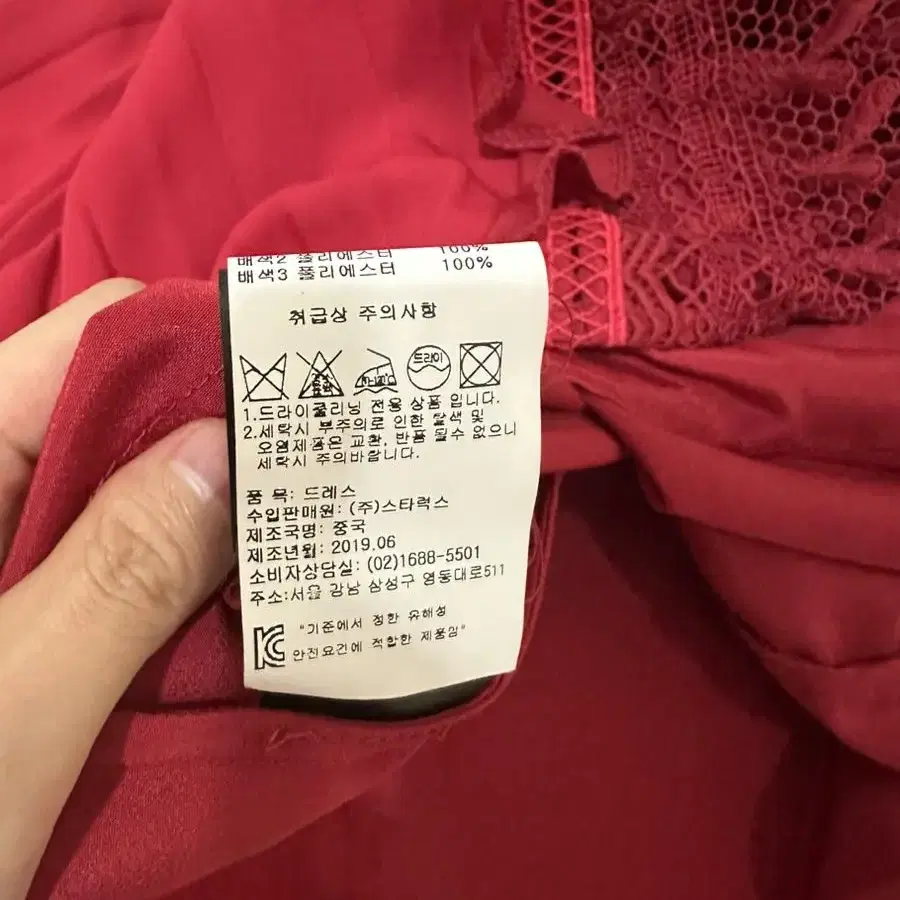 배색2 폴리에스터 100%
배색3 폴리에스터 100%
취급상 주의사항
드라이
1.드라이클리닝 전용 상품 입니다.
2.세탁시 부주의로 인한 탈색 및
오염제품은 교환, 반품 될수 없으니
세탁시 주의바랍니다.
품 목: 드레스
수입판매원: (주)스타럭스
제조국명: 중국
제조년월: 2019.06
소비자상담실: (02)1688-5501
주소:서울 강남 삼성구 영동대로511
"기준에서 정한 유해성
안진요건에 적합한 제품임"